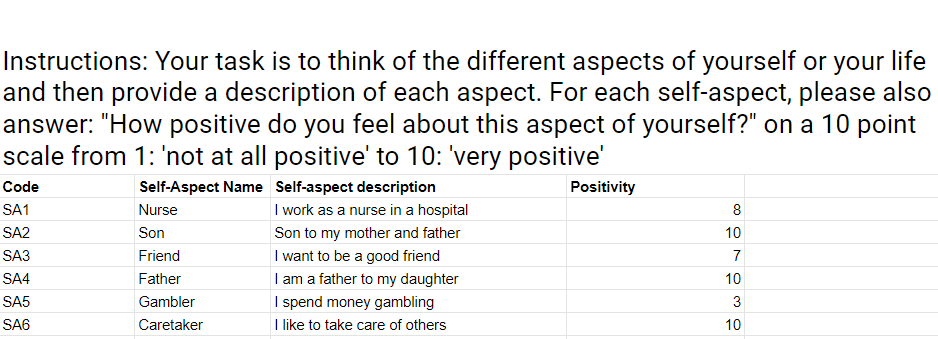 Instructions: Your task is to think of the different aspects of yourself or your life
and then provide a description of each aspect. For each self-aspect, please also
answer: "How positive do you feel about this aspect of yourself?" on a 10 point
scale from 1: 'not at all positive' to 10: 'very positive'
Code Self-Aspect Name Self-aspect description Positivity
SA1 Nurse I work as a nurse in a hospital 8
SA2 Son Son to my mother and father 10
SA3 Friend I want to be a good friend 7
SA4 Father I am a father to my daughter 10
SA5 Gambler I spend money gambling 3
SA6 Caretaker I like to take care of others 10